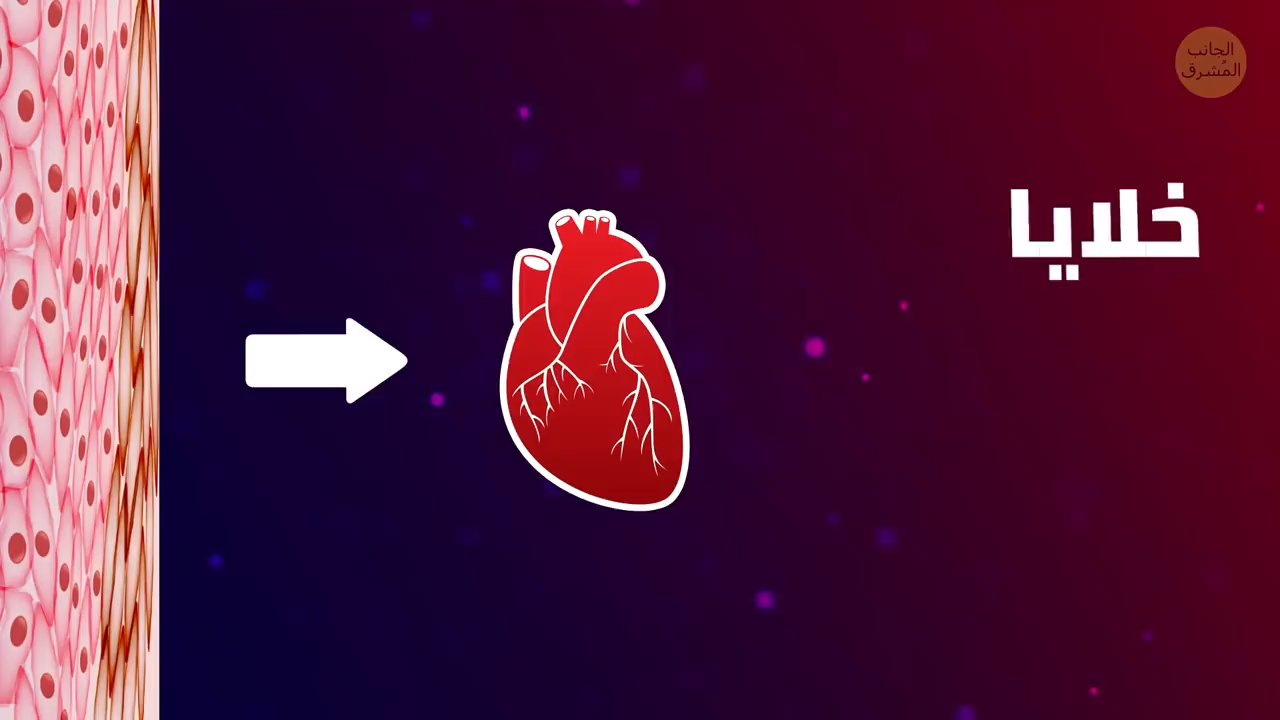 الجانب
المُشرق
خلايا